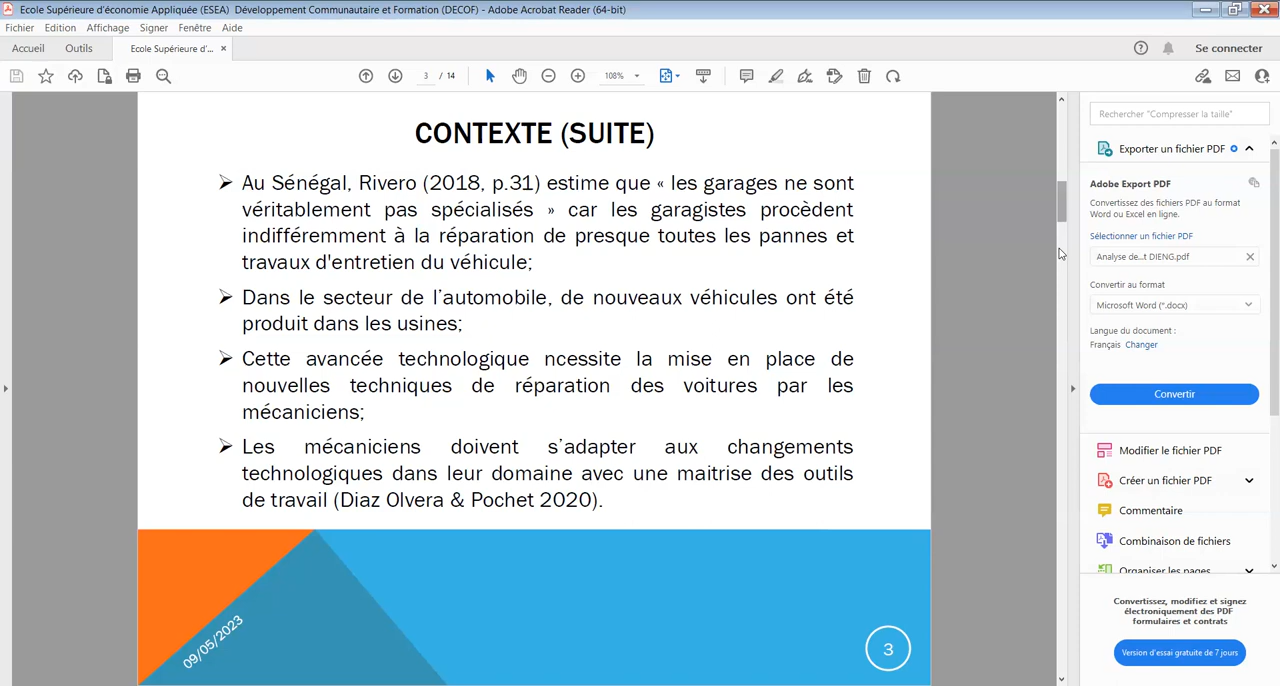 Ecole Supérieure d'économie Appliquée (ESEA)  Développement Communautaire et Formation (DECOF) - Adobe Acrobat Reader (64-bit)
Fichier Edition Affichage Signer Fenêtre Aide
Accueil Outils Ecole Supérieure d'... × Se connecter
3 / 14 108%
CONTEXTE (SUITE)
Au Sénégal, Rivero (2018, p.31) estime que « les garages ne sont
véritablement pas spécialisés » car les garagistes procèdent
indifféremment à la réparation de presque toutes les pannes et
travaux d'entretien du véhicule;
Dans le secteur de l'automobile, de nouveaux véhicules ont été
produit dans les usines;
Cette avancée technologique ncessite la mise en place de
nouvelles techniques de réparation des voitures par les
mécaniciens;
Les mécaniciens doivent s'adapter aux changements
technologiques dans leur domaine avec une maitrise des outils
de travail (Diaz Olvera & Pochet 2020).
09/05/2023
3
Rechercher "Compresser la taille"
Exporter un fichier PDF
Adobe Export PDF
Convertissez des fichiers PDF au format
Word ou Excel en ligne.
Sélectionner un fichier PDF
Analyse de...t DIENG.pdf
Convertir au format
Microsoft Word (*.docx)
Langue du document :
Français Changer
Convertir
Modifier le fichier PDF
Créer un fichier PDF
Commentaire
Combinaison de fichiers
Organiser les pages
Convertissez, modifiez et signez
électroniquement des PDF
formulaires et contrats
Version d'essai gratuite de 7 jours